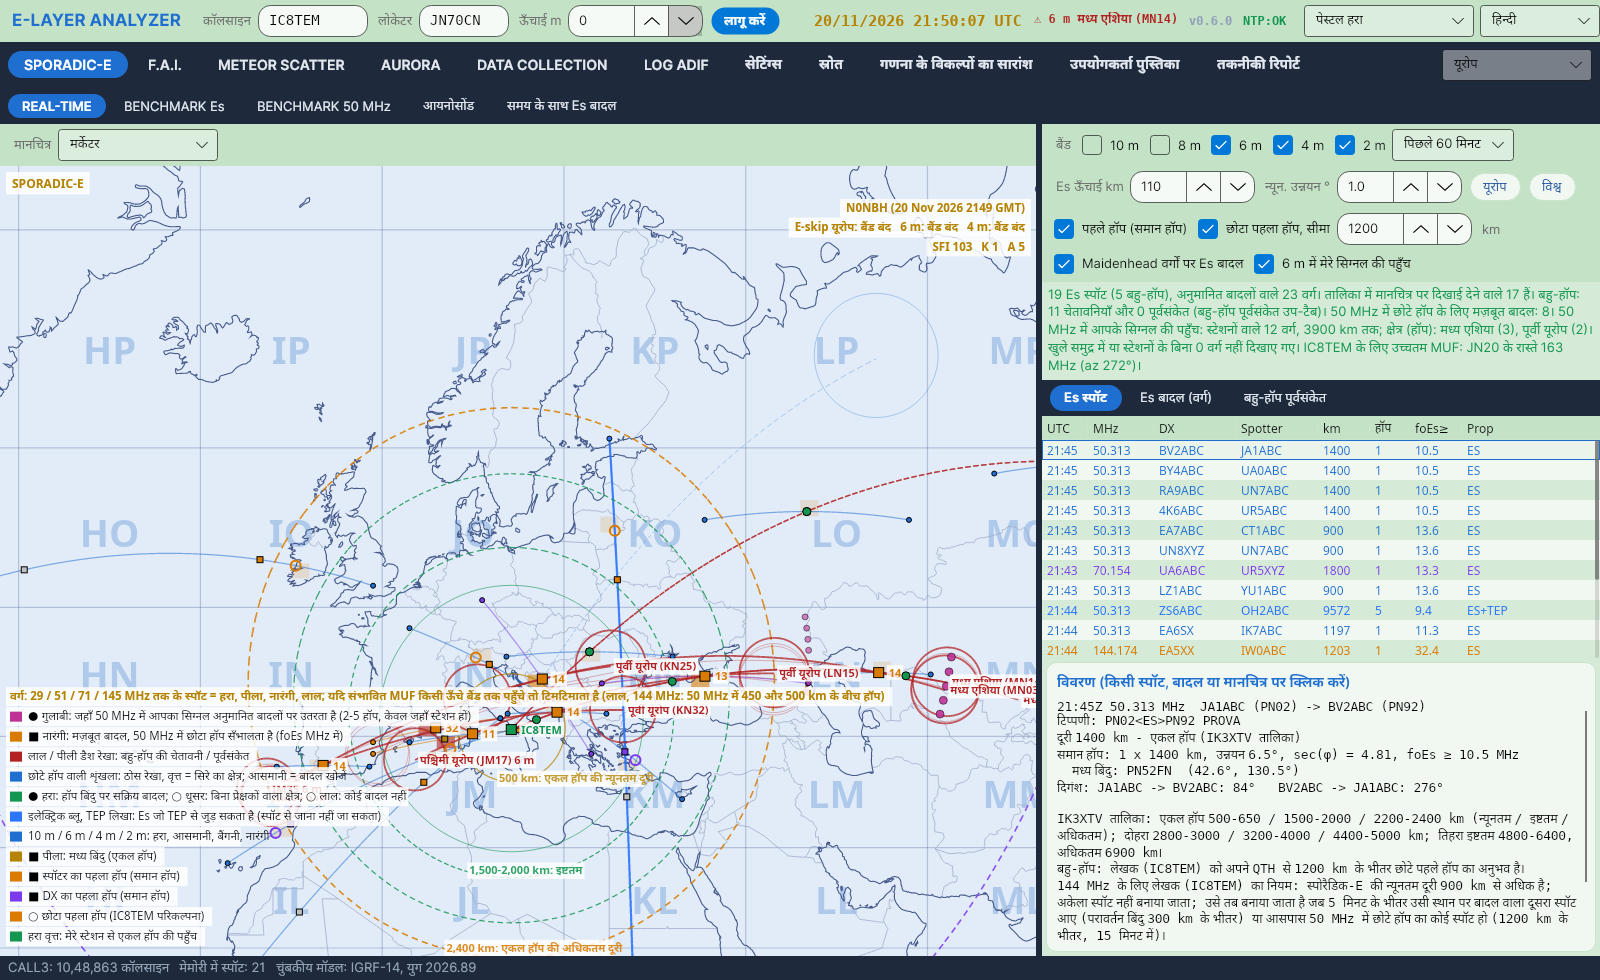 E-LAYER ANALYZER कॉलसाइन IC8TEM लोकेटर JN70CN ऊँचाई m 0 लागू करें 20/11/2026 21:50:07 UTC ⚠ 6 m मध्य एशिया (MN14) v0.6.0 NTP:OK पेस्टल हरा हिन्दी
SPORADIC-E F.A.I. METEOR SCATTER AURORA DATA COLLECTION LOG ADIF सेटिंग्स स्रोत गणना के विकल्पों का सारांश उपयोगकर्ता पुस्तिका तकनीकी रिपोर्ट यूरोप
REAL-TIME BENCHMARK Es BENCHMARK 50 MHz आयनोसोंड समय के साथ Es बादल
मानचित्र मर्केटर
SPORADIC-E
N0NBH (20 Nov 2026 2149 GMT)
E-skip यूरोप: बैंड बंद 6 m: बैंड बंद 4 m: बैंड बंद
SFI 103 K 1 A 5
HP IP JP KP LP
HO IO KO LO
HN IN
पूर्वी यूरोप (KN25)
पूर्वी यूरोप (LN15)
14 13 14
मध्य एशिया (MN03
वर्ग: 29 / 51 / 71 / 145 MHz तक के स्पॉट = हरा, पीला, नारंगी, लाल; यदि संभावित MUF किसी ऊँचे बैंड तक पहुँचे तो टिमटिमाता है (लाल, 144 MHz: 50 MHz में 450 और 500 km के बीच हॉप)
पूर्वी यूरोप (KN32)
14
● गुलाबी: जहाँ 50 MHz में आपका सिग्नल अनुमानित बादलों पर उतरता है (2-5 हॉप, केवल जहाँ स्टेशन हो)
■ नारंगी: मज़बूत बादल, 50 MHz में छोटा हॉप सँभालता है (foEs MHz में)
32 11 IC8TEM
लाल / पीली डैश रेखा: बहु-हॉप की चेतावनी / पूर्वसंकेत
पश्चिमी यूरोप (JM17) 6 m
14
छोटे हॉप वाली शृंखला: ठोस रेखा, वृत्त = सिरे का क्षेत्र; आसमानी = बादल खोजें
500 km: एकल हॉप की न्यूनतम दूरी
● हरा: हॉप बिंदु पर सक्रिय बादल; ○ धूसर: बिना प्रेक्षकों वाला क्षेत्र; ○ लाल: कोई बादल नहीं
JM KM LM
इलेक्ट्रिक ब्लू, TEP लिखा: Es जो TEP से जुड़ सकता है (स्पॉट से जाना नहीं जा सकता)
10 m / 6 m / 4 m / 2 m: हरा, आसमानी, बैंगनी, नारंगी
■ पीला: मध्य बिंदु (एकल हॉप)
■ स्पॉटर का पहला हॉप (समान हॉप)
1,500-2,000 km: इष्टतम
■ DX का पहला हॉप (समान हॉप)
IL JL KL LL
○ छोटा पहला हॉप (IC8TEM परिकल्पना)
हरा वृत्त: मेरे स्टेशन से एकल हॉप की पहुँच
2,400 km: एकल हॉप की अधिकतम दूरी
बैंड 10 m 8 m 6 m 4 m 2 m पिछले 60 मिनट
Es ऊँचाई km 110 न्यून. उन्नयन ° 1.0 यूरोप विश्व
पहले हॉप (समान हॉप) छोटा पहला हॉप, सीमा 1200 km
Maidenhead वर्गों पर Es बादल 6 m में मेरे सिग्नल की पहुँच
19 Es स्पॉट (5 बहु-हॉप), अनुमानित बादलों वाले 23 वर्ग। तालिका में मानचित्र पर दिखाई देने वाले 17 हैं। बहु-हॉप:
11 चेतावनियाँ और 0 पूर्वसंकेत (बहु-हॉप पूर्वसंकेत उप-टैब)। 50 MHz में छोटे हॉप के लिए मज़बूत बादल: 8। 50
MHz में आपके सिग्नल की पहुँच: स्टेशनों वाले 12 वर्ग, 3900 km तक; क्षेत्र (हॉप): मध्य एशिया (3), पूर्वी यूरोप (2)।
खुले समुद्र में या स्टेशनों के बिना 0 वर्ग नहीं दिखाए गए। IC8TEM के लिए उच्चतम MUF: JN20 के रास्ते 163
MHz (az 272°)।
Es स्पॉट Es बादल (वर्ग) बहु-हॉप पूर्वसंकेत
UTC MHz DX Spotter km हॉप foEs≥ Prop
21:45 50.313 BV2ABC JA1ABC 1400 1 10.5 ES
21:45 50.313 BY4ABC UA0ABC 1400 1 10.5 ES
21:45 50.313 RA9ABC UN7ABC 1400 1 10.5 ES
21:45 50.313 4K6ABC UR5ABC 1400 1 10.5 ES
21:43 50.313 EA7ABC CT1ABC 900 1 13.6 ES
21:43 50.313 UN8XYZ UN7ABC 900 1 13.6 ES
21:43 70.154 UA6ABC UR5XYZ 1800 1 13.3 ES
21:43 50.313 LZ1ABC YU1ABC 900 1 13.6 ES
21:44 50.313 ZS6ABC OH2ABC 9572 5 9.4 ES+TEP
21:44 50.313 EA6SX IK7ABC 1197 1 11.3 ES
21:44 144.174 EA5XX IW0ABC 1203 1 32.4 ES
विवरण (किसी स्पॉट, बादल या मानचित्र पर क्लिक करें)
21:45Z 50.313 MHz JA1ABC (PN02) -> BV2ABC (PN92)
टिप्पणी: PN02<ES>PN92 PROVA
दूरी 1400 km - एकल हॉप (IK3XTV तालिका)
समान हॉप: 1 x 1400 km, उन्नयन 6.5°, sec(φ) = 4.81, foEs ≥ 10.5 MHz
मध्य बिंदु: PN52FN (42.6°, 130.5°)
दिगंश: JA1ABC -> BV2ABC: 84° BV2ABC -> JA1ABC: 276°
IK3XTV तालिका: एकल हॉप 500-650 / 1500-2000 / 2200-2400 km (न्यूनतम / इष्टतम /
अधिकतम); दोहरा 2800-3000 / 3200-4000 / 4400-5000 km; तिहरा इष्टतम 4800-6400,
अधिकतम 6900 km।
बहु-हॉप: लेखक (IC8TEM) को अपने QTH से 1200 km के भीतर छोटे पहले हॉप का अनुभव है।
144 MHz के लिए लेखक (IC8TEM) का नियम: स्पोरैडिक-E की न्यूनतम दूरी 900 km से अधिक है;
अकेला स्पॉट नहीं बनाया जाता; उसे तब बनाया जाता है जब 5 मिनट के भीतर उसी स्थान पर बादल वाला दूसरा स्पॉट
आए (परावर्तन बिंदु 300 km के भीतर) या आसपास 50 MHz में छोटे हॉप का कोई स्पॉट हो (1200 km के
भीतर, 15 मिनट में)।
CALL3: 10,48,863 कॉलसाइन मेमोरी में स्पॉट: 21 चुंबकीय मॉडल: IGRF-14, युग 2026.89